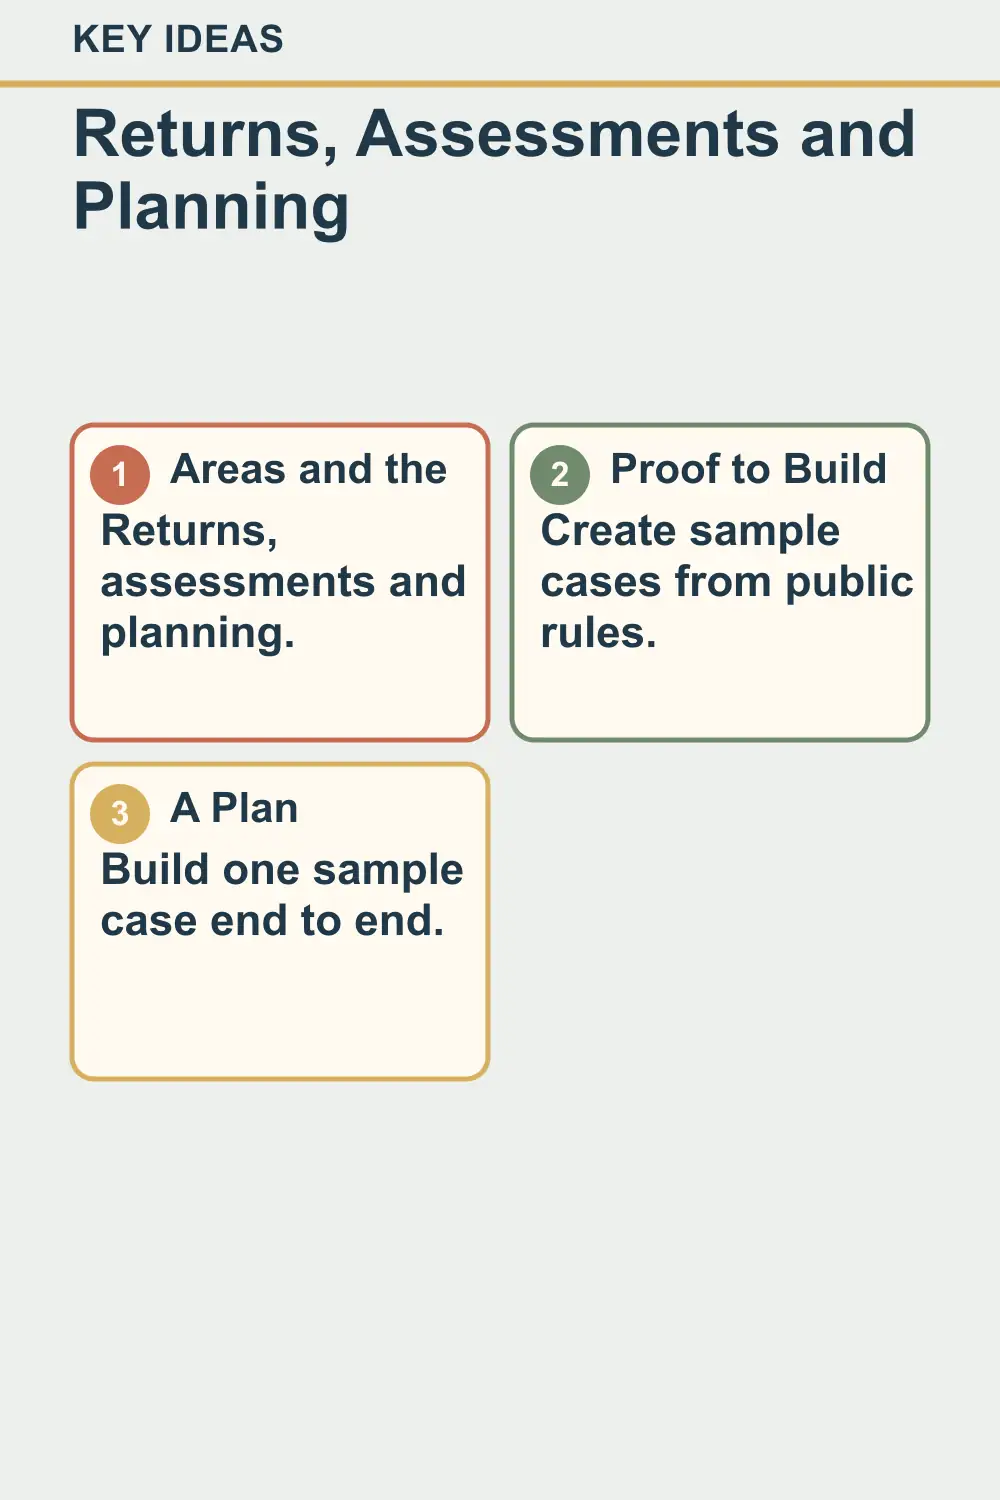 KEY IDEAS
Returns, Assessments and
Planning
1 Areas and the
Returns,
assessments and
planning.
2 Proof to Build
Create sample
cases from public
rules.
3 A Plan
Build one sample
case end to end.